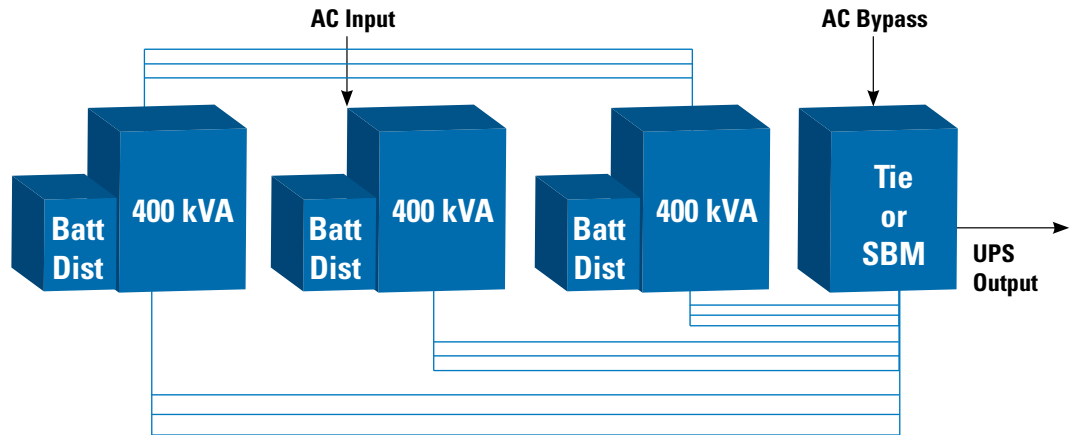 AC Input
AC Bypass
400 kVA
Batt
Dist
400 kVA
Batt
Dist
400 kVA
Batt
Dist
Tie
or
SBM
UPS
Output